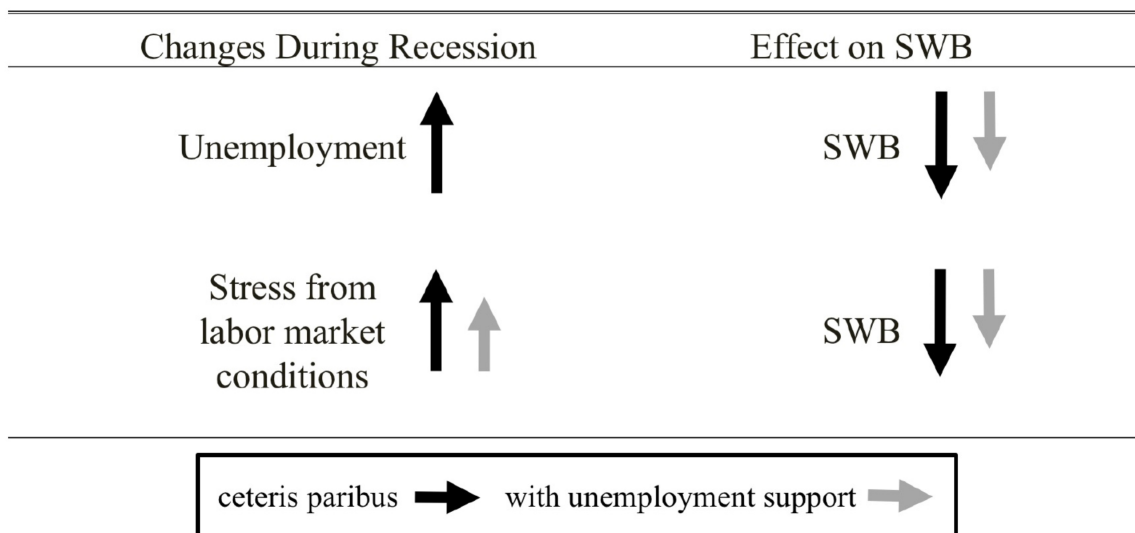 Changes During Recession Effect on SWB
Unemployment SWB
Stress from
labor market
conditions
SWB
ceteris paribus with unemployment support